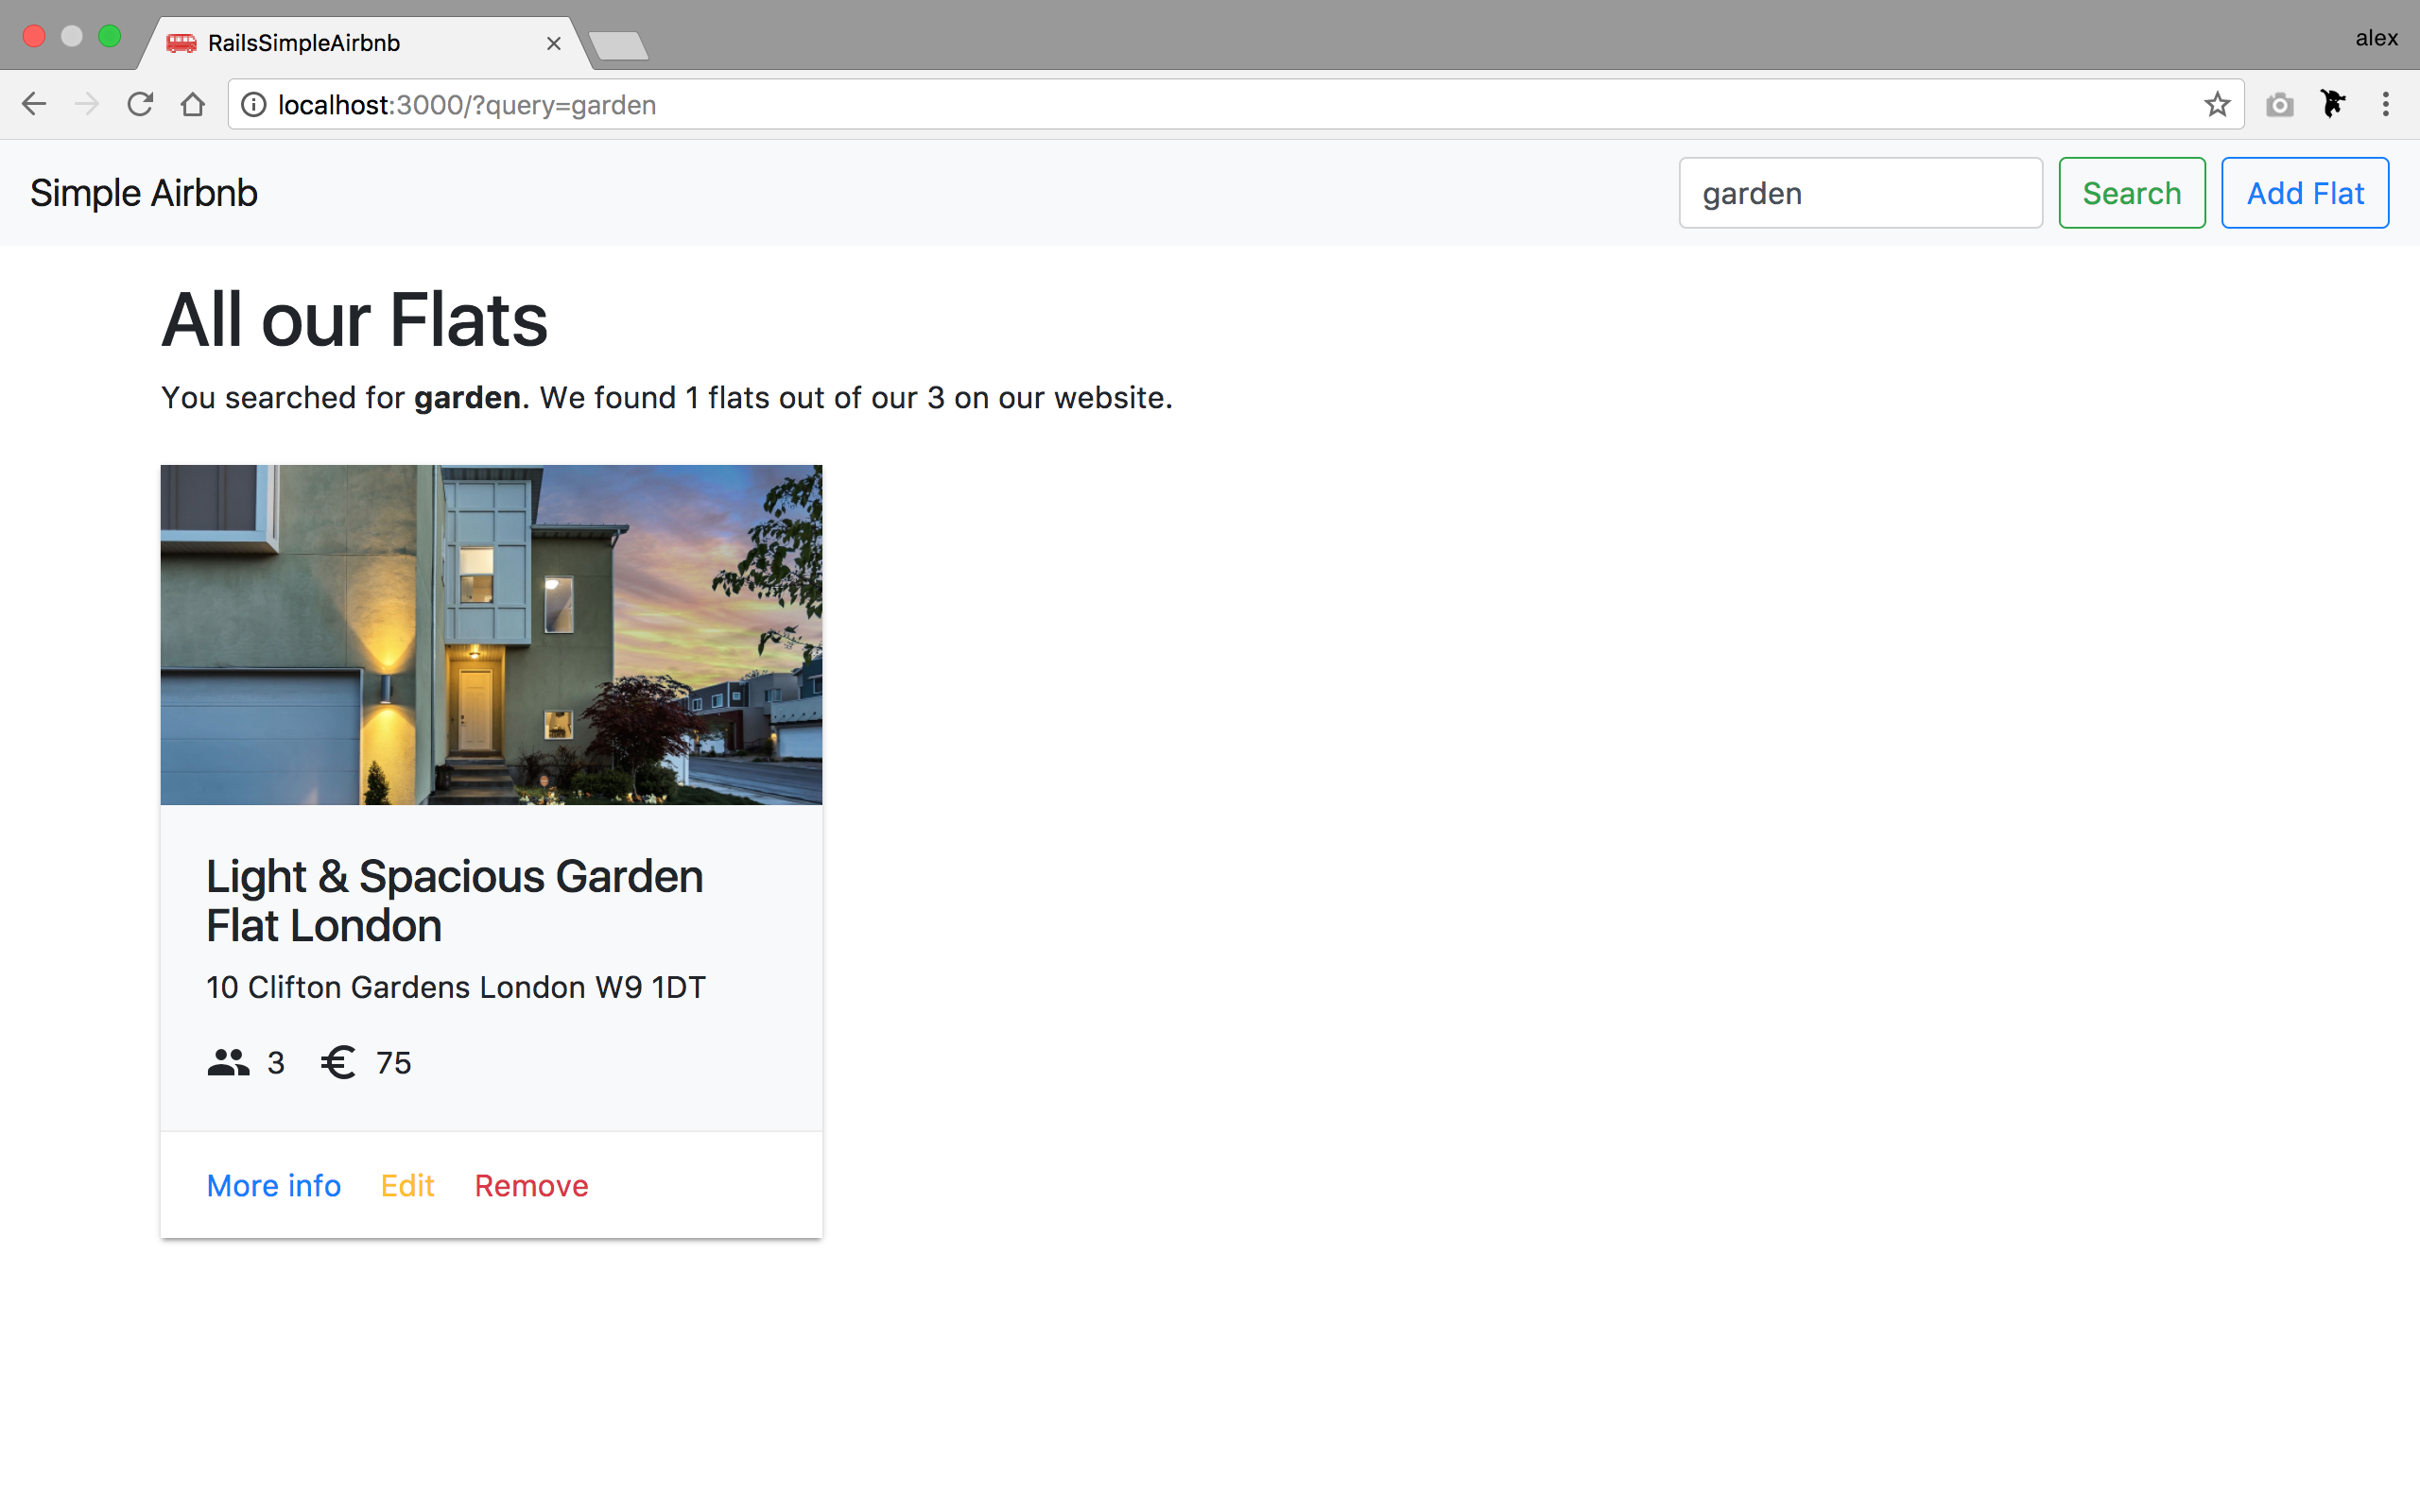 RailsSimpleAirbnb
alex
localhost:3000/?query=garden
Simple Airbnb
garden
Search
Add Flat
All our Flats
You searched for garden. We found 1 flats out of our 3 on our website.
Light & Spacious Garden
Flat London
10 Clifton Gardens London W9 1DT
3 € 75
More info Edit Remove